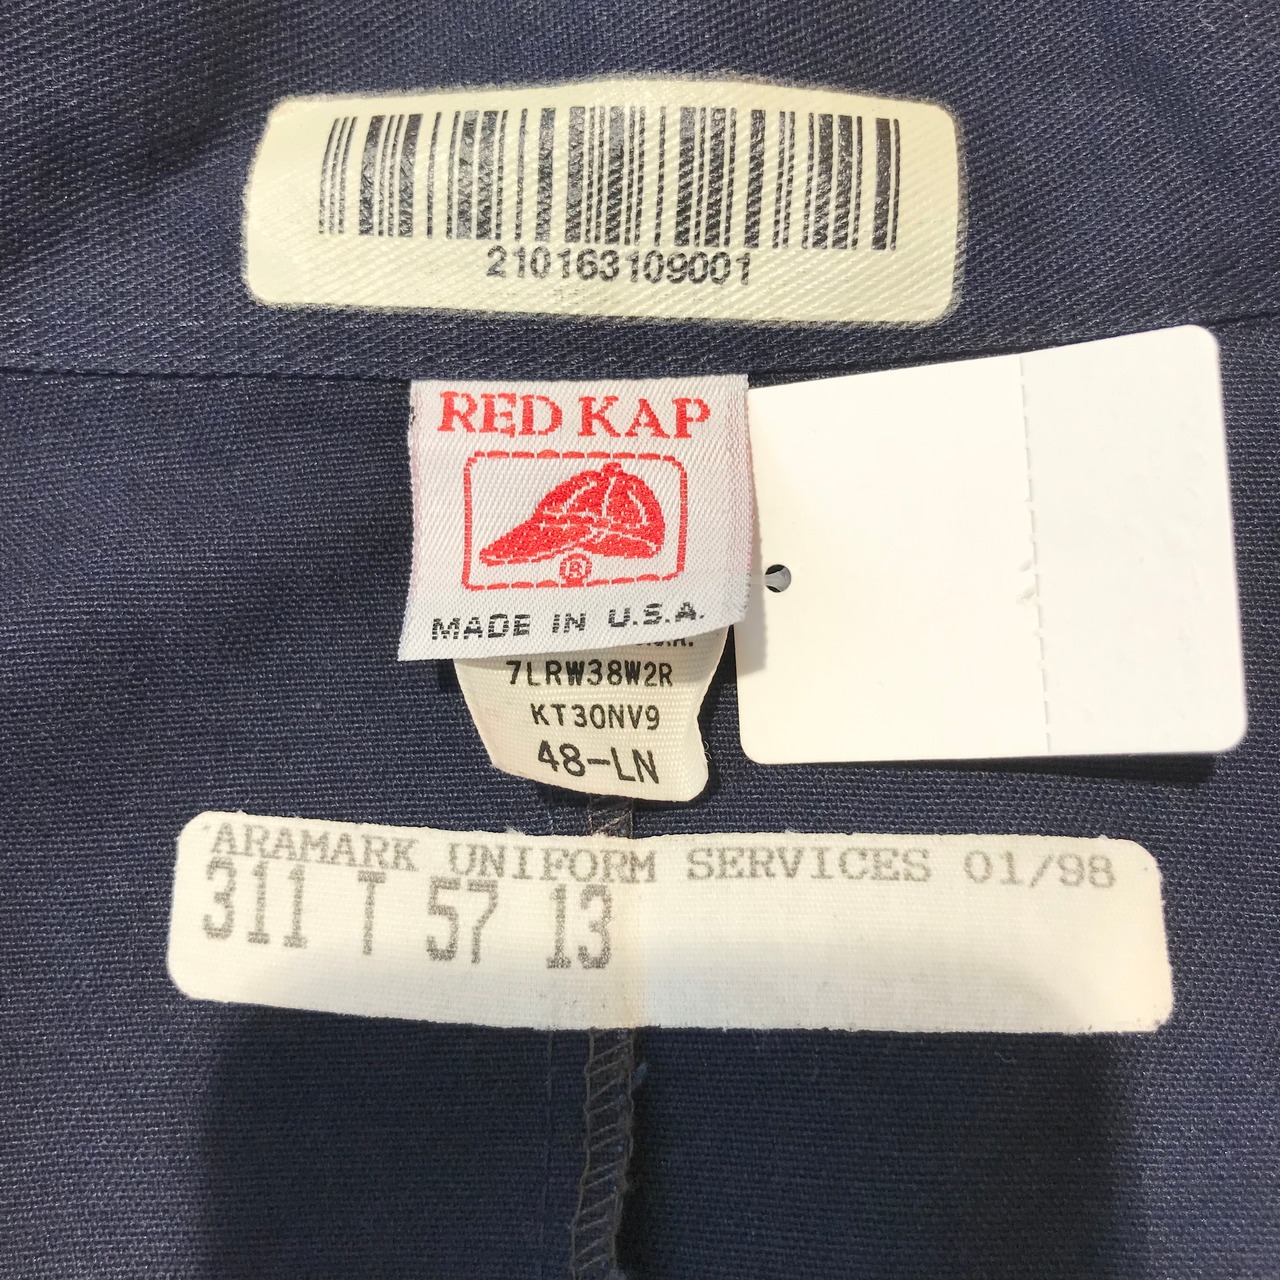 210163109001
RED KAP
®
MADE IN U.S.A.
7LRW38W2R
KT30NV9
48-LN
ARAMARK UNIFORM SERVICES 01/98
311 T 57 13